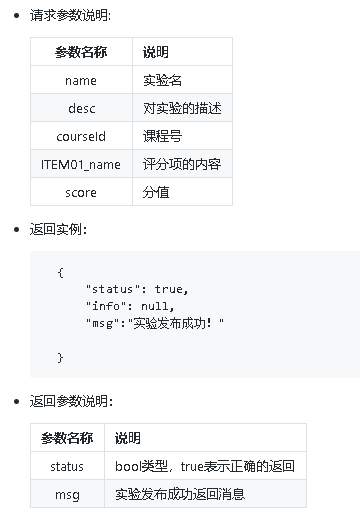 请求参数说明:
参数名称 说明
name 实验名
desc 对实验的描述
courseId 课程号
ITEM01_name 评分项的内容
score 分值
返回实例:
{
"status": true,
"info": null,
"msg":"实验发布成功！"
}
返回参数说明:
参数名称 说明
status bool类型，true表示正确的返回
msg 实验发布成功返回消息